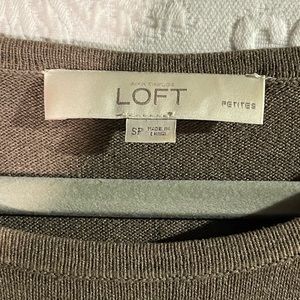 ANN TAYLOR
LOFT
PETITES
SP
MADE IN
CHINA